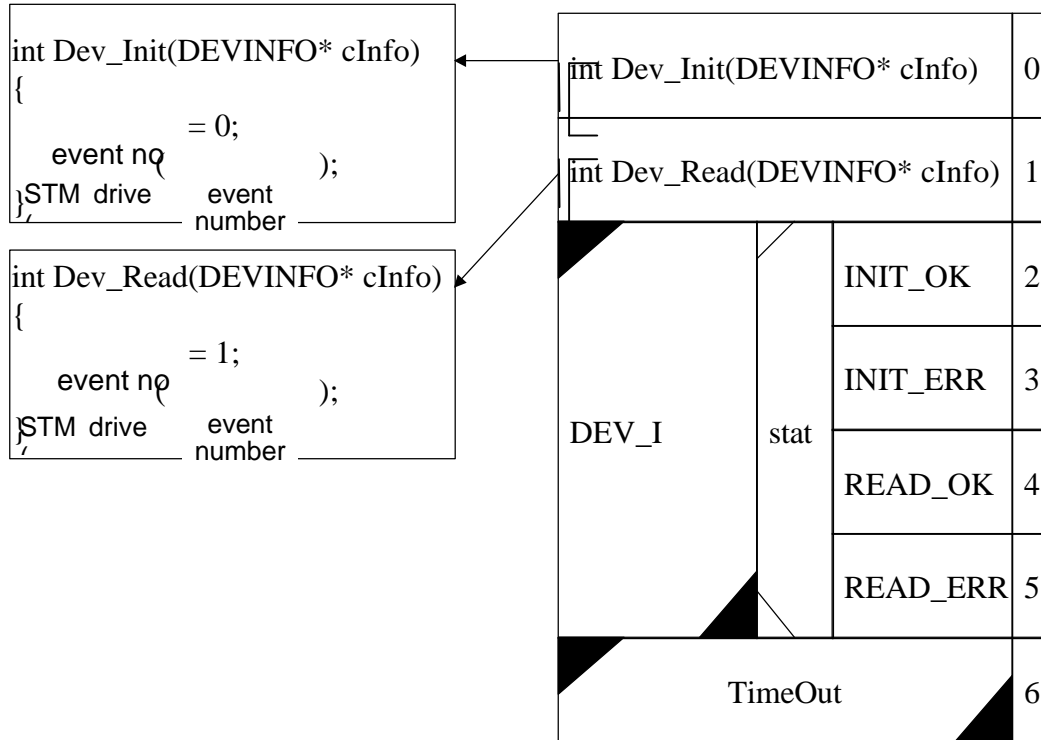 int Dev_Init(DEVINFO* cInfo)
{
= 0;
event no
( );
}STM drive event
( number
int Dev_Read(DEVINFO* cInfo)
{
= 1;
event no
( );
}STM drive event
( number
int Dev_Init(DEVINFO* cInfo) 0
int Dev_Read(DEVINFO* cInfo) 1
DEV_I
stat
INIT_OK 2
INIT_ERR 3
READ_OK 4
READ_ERR 5
TimeOut 6